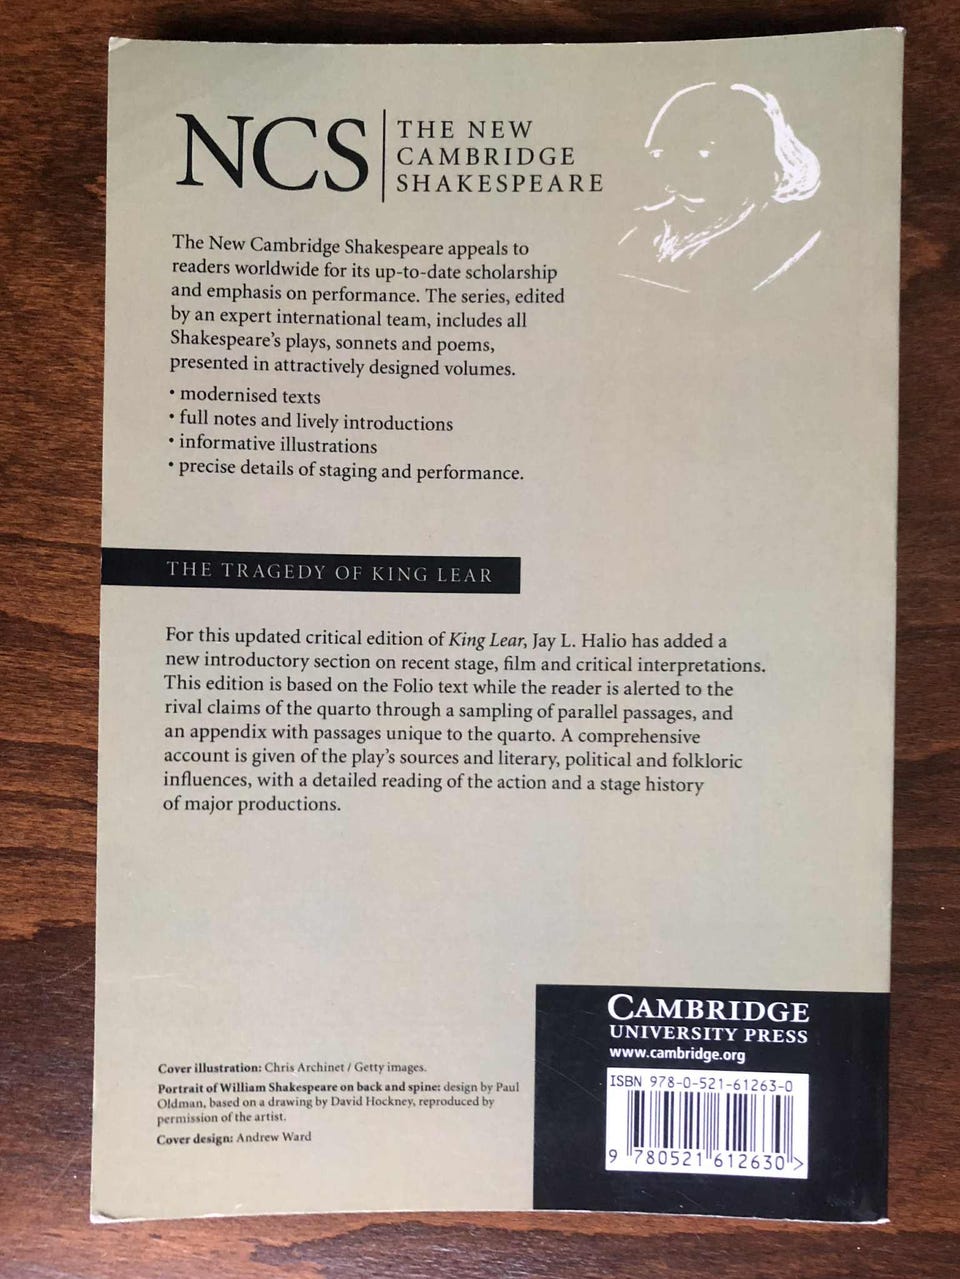 NCS
THE NEW
CAMBRIDGE
SHAKESPEARE
The New Cambridge Shakespeare appeals to
readers worldwide for its up-to-date scholarship
and emphasis on performance. The series, edited
by an expert international team, includes all
Shakespeare's plays, sonnets and poems,
presented in attractively designed volumes.
• modernised texts
• full notes and lively introductions
• informative illustrations
• precise details of staging and performance.
THE TRAGEDY OF KING LEAR
For this updated critical edition of King Lear, Jay L. Halio has added a
new introductory section on recent stage, film and critical interpretations.
This edition is based on the Folio text while the reader is alerted to the
rival claims of the quarto through a sampling of parallel passages, and
an appendix with passages unique to the quarto. A comprehensive
account is given of the play's sources and literary, political and folkloric
influences, with a detailed reading of the action and a stage history
of major productions.
Cover illustration: Chris Archinet / Getty images.
Portrait of William Shakespeare on back and spine: design by Paul
Oldman, based on a drawing by David Hockney, reproduced by
permission of the artist.
Cover design: Andrew Ward
CAMBRIDGE
UNIVERSITY PRESS
www.cambridge.org
ISBN 978-0-521-61263-0
9 780521 612630 >